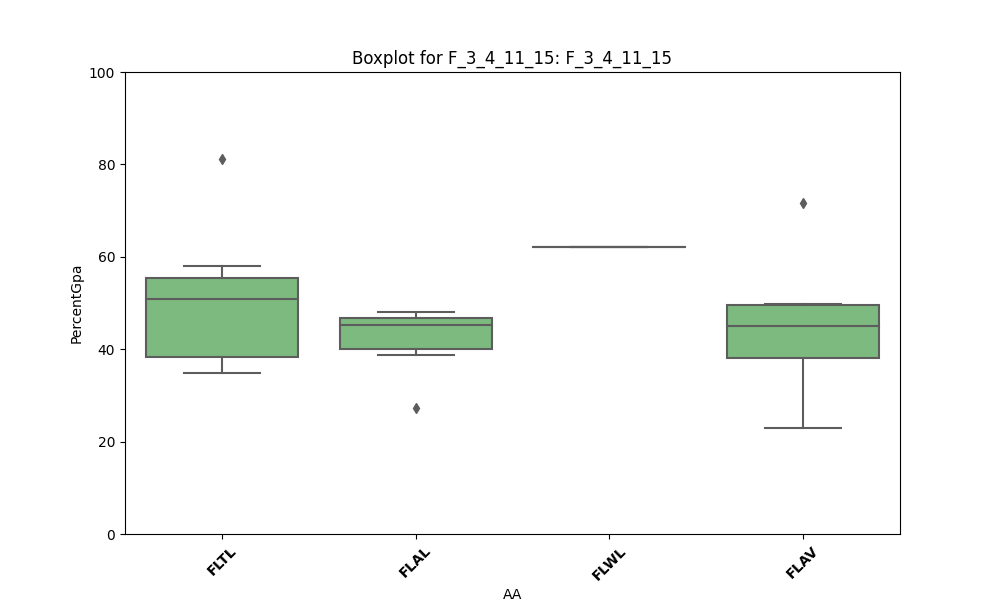 Boxplot for F_3_4_11_15: F_3_4_11_15
100
80
60
40
20
0
PercentGpa
FLTL
FLAL
FLWL
FLAV
AA